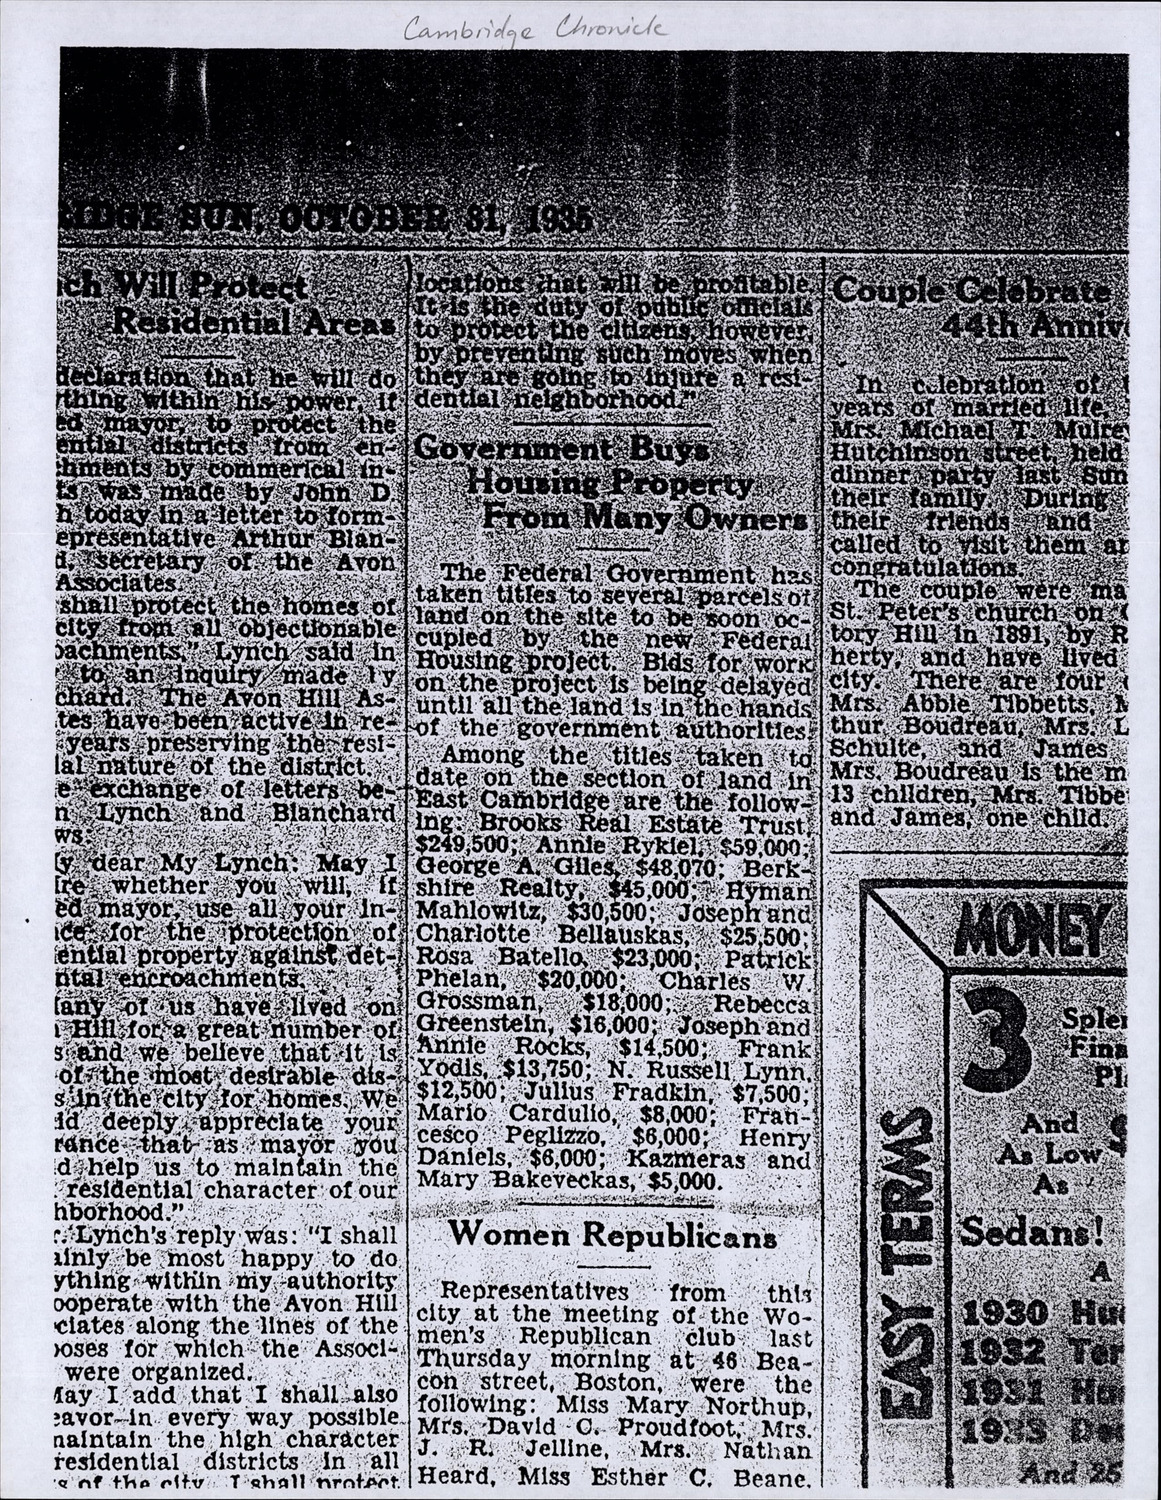 Cambridge Chronicle
IDGE SUN, OCTOBER 31, 1935
ch Will Protect
Residential Areas
declaration that he will do
thing within his power, if
ed mayor, to protect the
ential districts from en-
hments by commerical in-
ts was made by John D.
h today in a letter to form-
epresentative Arthur Blan-
d, secretary of the Avon
Associates.
shall protect the homes of
city from all objectionable
oachments," Lynch said in
to an inquiry made by
chard. The Avon Hill As-
tes have been active in re-
years preserving the resi-
ial nature of the district.
e exchange of letters be-
n Lynch and Blanchard
ws:
y dear My Lynch: May I
ire whether you will, if
ed mayor, use all your in-
ce for the protection of
ential property against det-
ntal encroachments.
any of us have lived on
Hill for a great number of
s and we believe that it is
of the most desirable dis-
s in the city for homes. We
ld deeply appreciate your
rance that as mayor you
d help us to maintain the
residential character of our
hborhood."
r. Lynch's reply was: "I shall
ainly be most happy to do
ything within my authority
ooperate with the Avon Hill
ciates along the lines of the
poses for which the Associ-
were organized.
May I add that I shall also
eavor in every way possible
maintain the high character
residential districts in all
s of the city. I shall protect
locations that will be profitable.
It is the duty of public officials
to protect the citizens, however,
by preventing such moves when
they are going to injure a resi-
dential neighborhood."
Government Buys
Housing Property
From Many Owners
The Federal Government has
taken titles to several parcels of
land on the site to be soon oc-
cupied by the new Federal
Housing project. Bids for work
on the project is being delayed
until all the land is in the hands
of the government authorities.
Among the titles taken to
date on the section of land in
East Cambridge are the follow-
ing: Brooks Real Estate Trust,
$249,500; Annie Rykiel, $59,000;
George A. Giles, $48,070; Berk-
shire Realty, $45,000; Hyman
Mahlowitz, $30,500; Joseph and
Charlotte Bellauskas, $25,500;
Rosa Batello, $23,000; Patrick
Phelan, $20,000; Charles W.
Grossman, $18,000; Rebecca
Greenstein, $16,000; Joseph and
Annie Rocks, $14,500; Frank
Yodis, $13,750; N. Russell Lynn,
$12,500; Julius Fradkin, $7,500;
Mario Cardulio, $8,000; Fran-
cesco Peglizzo, $6,000; Henry
Daniels, $6,000; Kazmeras and
Mary Bakeveckas, $5,000.
Women Republicans
Representatives from this
city at the meeting of the Wo-
men's Republican club last
Thursday morning at 46 Bea-
con street, Boston, were the
following: Miss Mary Northup,
Mrs. David C. Proudfoot, Mrs.
J. R. Jelline, Mrs. Nathan
Heard, Miss Esther C. Beane,
Couple Celebrate
44th Anniv
In celebration of
years of married life,
Mrs. Michael T. Mulre
Hutchinson street, held
dinner party last Sun
their family. During
their friends and
called to visit them an
congratulations.
The couple were ma
St. Peter's church on
tory Hill in 1891, by R
herty, and have lived
city. There are four
Mrs. Abbie Tibbetts, M
thur Boudreau, Mrs. L
Schulte, and James
Mrs. Boudreau is the m
13 children, Mrs. Tibbe
and James, one child.
MONEY
EASY TERMS
3
Splen
Fina
Pla
And
As Low
As
$
Sedans!
A
1930 Hu
1932 Ter
1931 Hu
1933 De
And 25